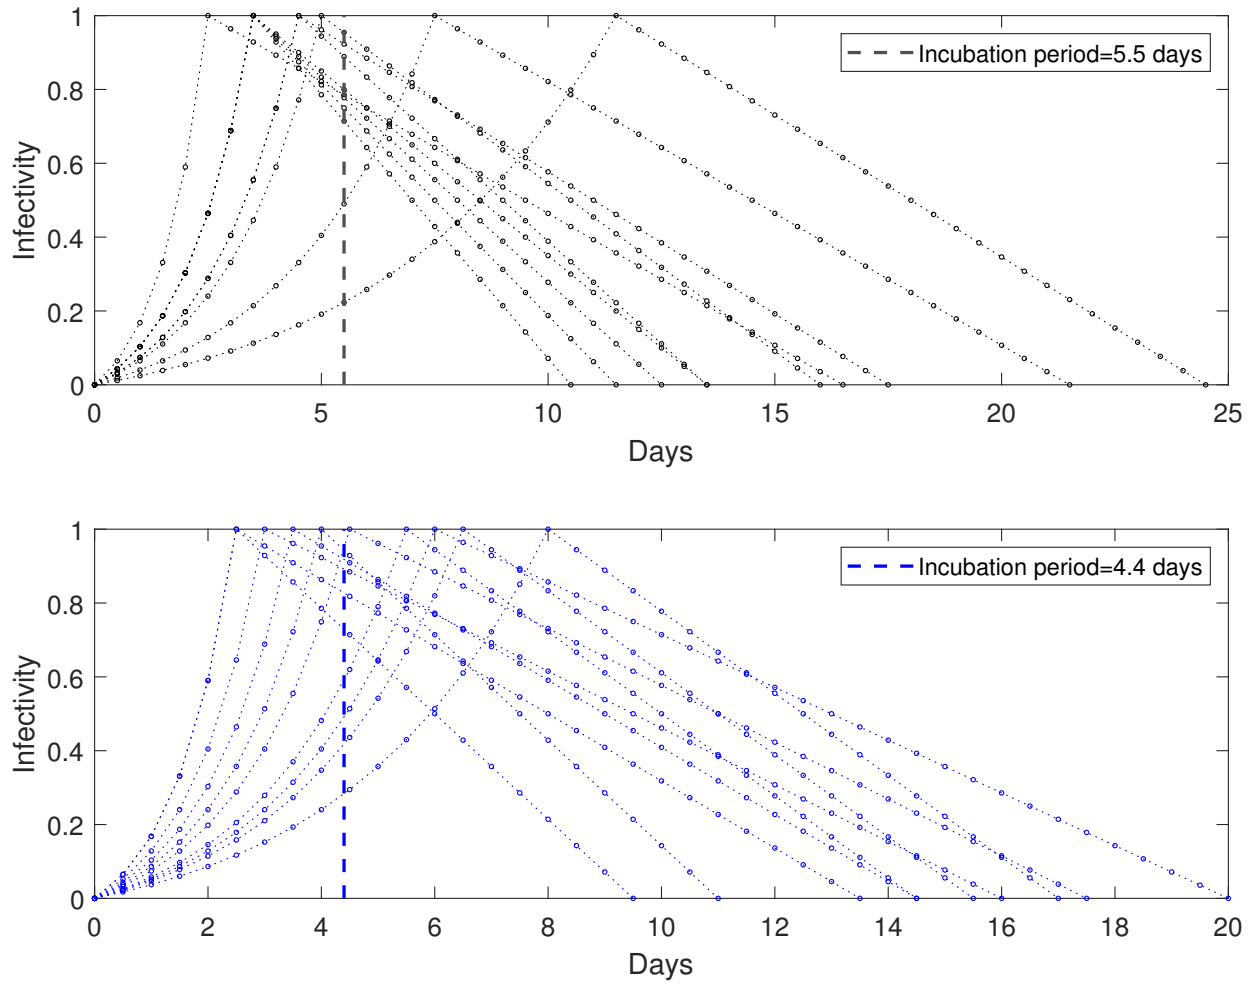 1
0.8
0.6
0.4
0.2
0
Infectivity
Incubation period=5.5 days
0 5 10 15 20 25
Days
1
0.8
0.6
0.4
0.2
0
Infectivity
Incubation period=4.4 days
0 2 4 6 8 10 12 14 16 18 20
Days